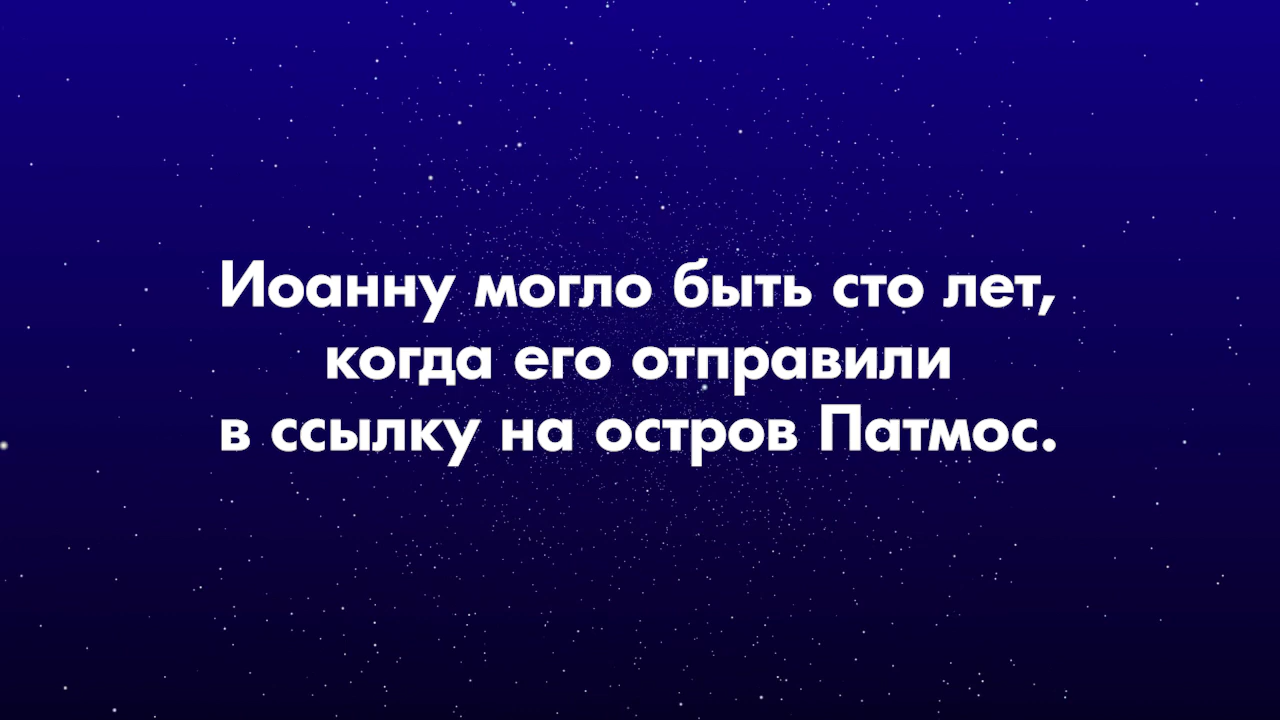 Иоанну могло быть сто лет,
когда его отправили
в ссылку на остров Патмос.